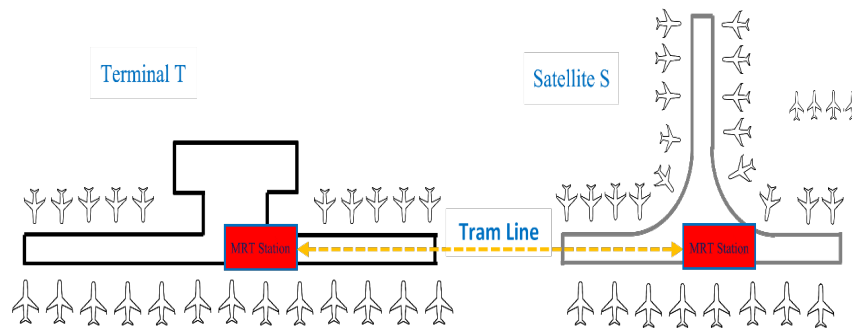 Terminal T
Satellite S
MRT Station
Tram Line
MRT Station